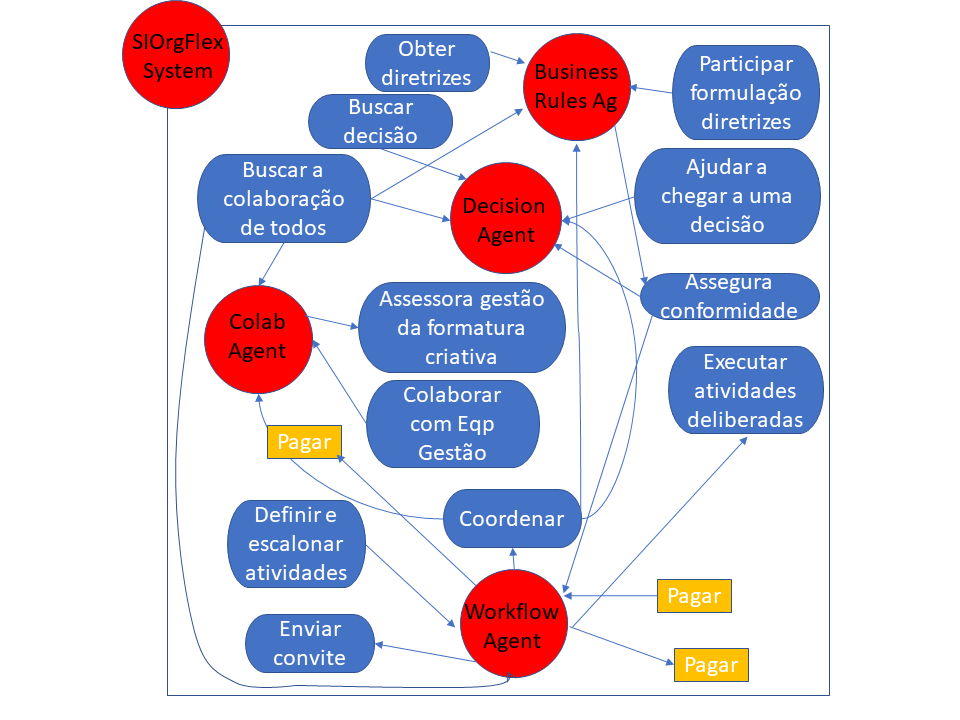 SIOrgFlex
System
Obter
diretrizes
Business
Rules Ag
Participar
formulação
diretrizes
Buscar
decisão
Buscar a
colaboração
de todos
Decision
Agent
Ajudar a
chegar a uma
decisão
Assegura
conformidade
Colab
Agent
Assessora gestão
da formatura
criativa
Executar
atividades
deliberadas
Colaborar
com Eqp
Gestão
Pagar
Coordenar
Definir e
escalonar
atividades
Workflow
Agent
Pagar
Enviar
convite
Pagar